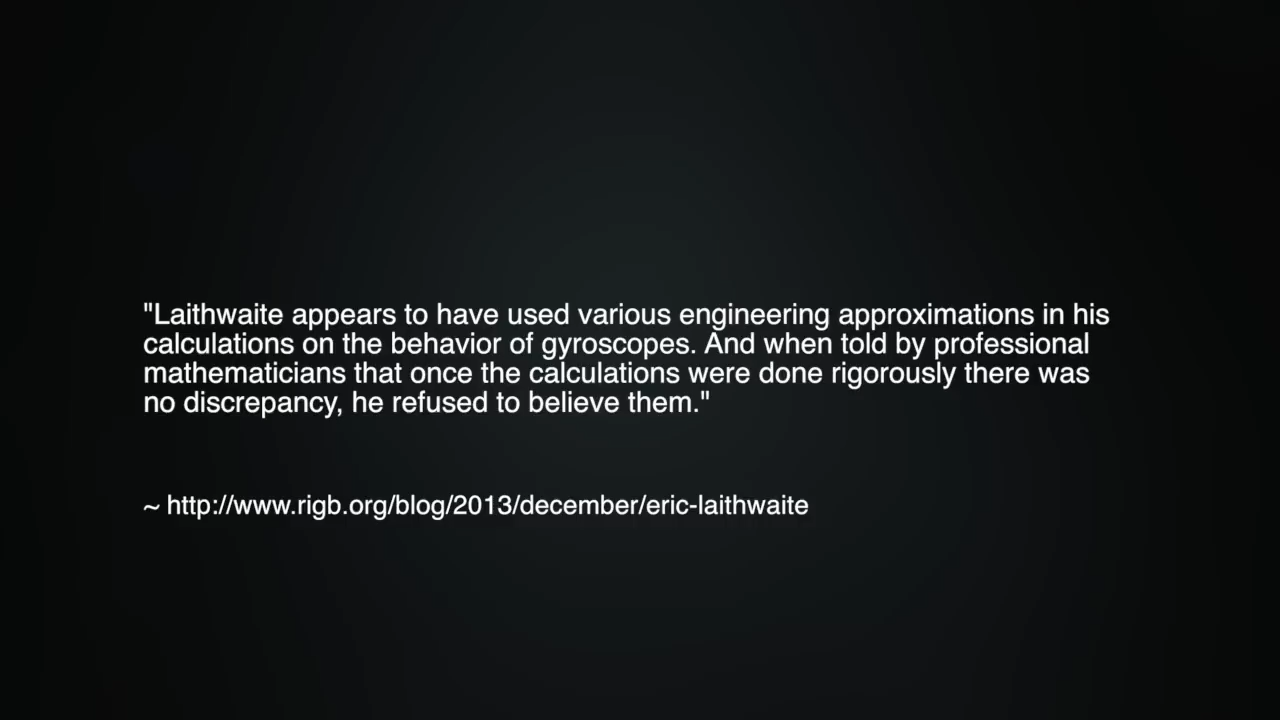 "Laithwaite appears to have used various engineering approximations in his
calculations on the behavior of gyroscopes. And when told by professional
mathematicians that once the calculations were done rigorously there was
no discrepancy, he refused to believe them."
~ http://www.rigb.org/blog/2013/december/eric-laithwaite